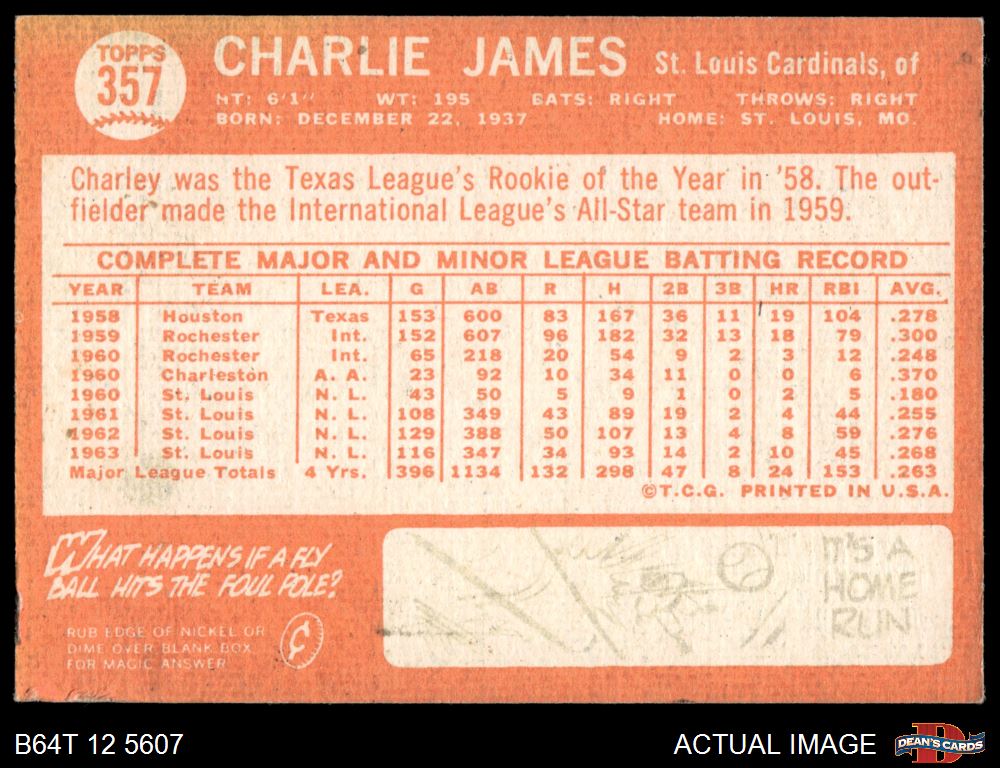 TOPPS
357
CHARLIE JAMES St. Louis Cardinals, of
HT: 6'1" WT: 195 BATS: RIGHT THROWS: RIGHT
BORN: DECEMBER 22, 1937 HOME: ST. LOUIS, MO.
Charley was the Texas League's Rookie of the Year in '58. The out-
fielder made the International League's All-Star team in 1959.
COMPLETE MAJOR AND MINOR LEAGUE BATTING RECORD
YEAR TEAM LEA. G AB R H 2B 3B HR RBI AVG.
1958 Houston Texas 153 600 83 167 36 11 19 104 .278
1959 Rochester Int. 152 607 96 182 32 13 18 79 .300
1960 Rochester Int. 65 218 20 54 9 2 3 12 .248
1960 Charleston A. A. 23 92 10 34 11 0 0 6 .370
1960 St. Louis N. L. 43 50 5 9 1 0 2 5 .180
1961 St. Louis N. L. 108 349 43 89 19 2 4 44 .255
1962 St. Louis N. L. 129 388 50 107 13 4 8 59 .276
1963 St. Louis N. L. 116 347 34 93 14 2 10 45 .268
Major League Totals 4 Yrs. 396 1134 132 298 47 8 24 153 .263
©T.C.G. PRINTED IN U.S.A.
WHAT HAPPENS IF A FLY
BALL HITS THE FOUL POLE?
RUB EDGE OF NICKEL OR
DIME OVER BLANK BOX
FOR MAGIC ANSWER
¢
IT'S A
HOME
RUN
B64T 12 5607
ACTUAL IMAGE
D
DEAN'S CARDS